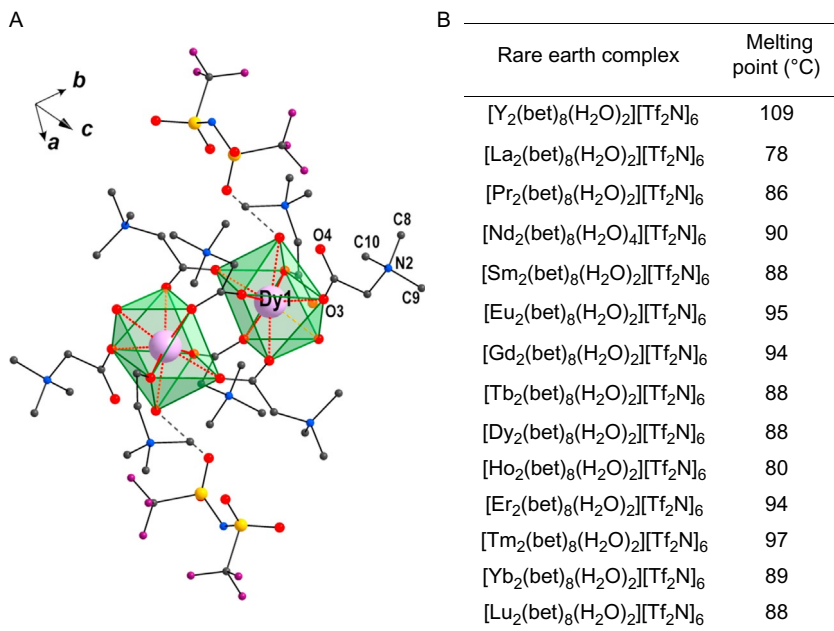 A
b
c
a
Dy1
O4
O3
C8
C10
N2
C9
B
Rare earth complex Melting point (°C)
[Y₂(bet)₈(H₂O)₂][Tf₂N]₆ 109
[La₂(bet)₈(H₂O)₂][Tf₂N]₆ 78
[Pr₂(bet)₈(H₂O)₂][Tf₂N]₆ 86
[Nd₂(bet)₈(H₂O)₄][Tf₂N]₆ 90
[Sm₂(bet)₈(H₂O)₂][Tf₂N]₆ 88
[Eu₂(bet)₈(H₂O)₂][Tf₂N]₆ 95
[Gd₂(bet)₈(H₂O)₂][Tf₂N]₆ 94
[Tb₂(bet)₈(H₂O)₂][Tf₂N]₆ 88
[Dy₂(bet)₈(H₂O)₂][Tf₂N]₆ 88
[Ho₂(bet)₈(H₂O)₂][Tf₂N]₆ 80
[Er₂(bet)₈(H₂O)₂][Tf₂N]₆ 94
[Tm₂(bet)₈(H₂O)₂][Tf₂N]₆ 97
[Yb₂(bet)₈(H₂O)₂][Tf₂N]₆ 89
[Lu₂(bet)₈(H₂O)₂][Tf₂N]₆ 88